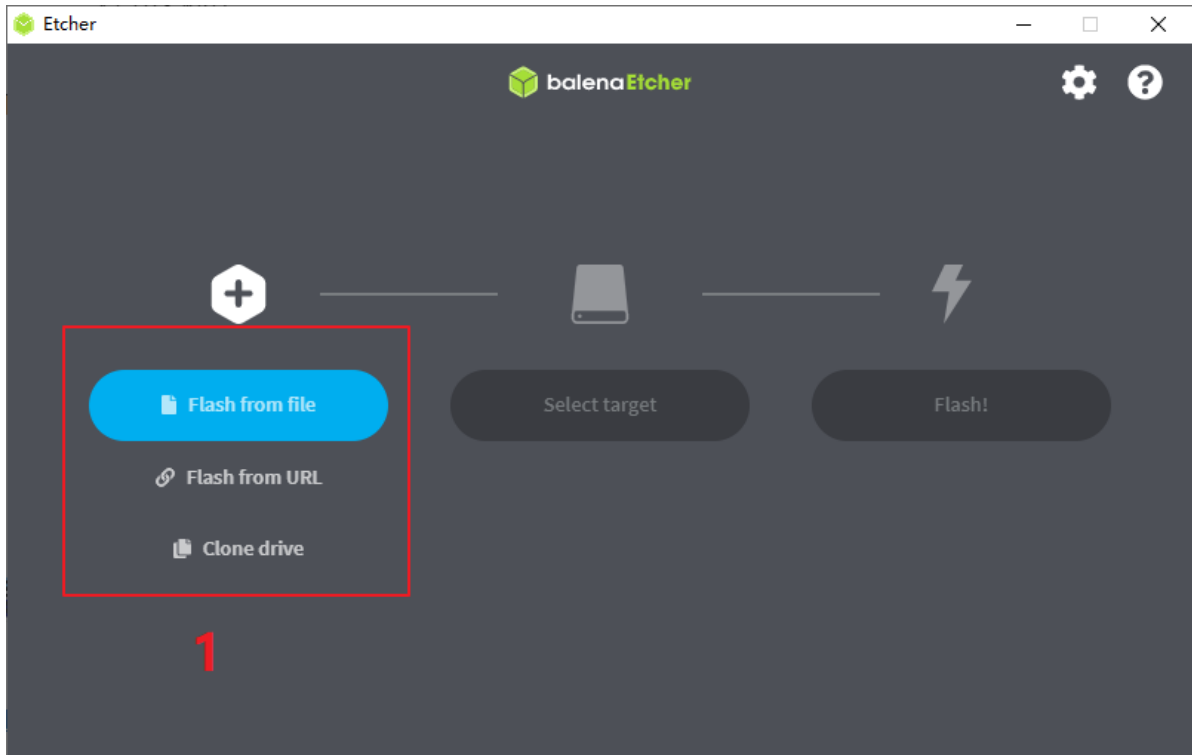 Etcher
balenaEtcher
Flash from file
Select target
Flash!
Flash from URL
Clone drive
1